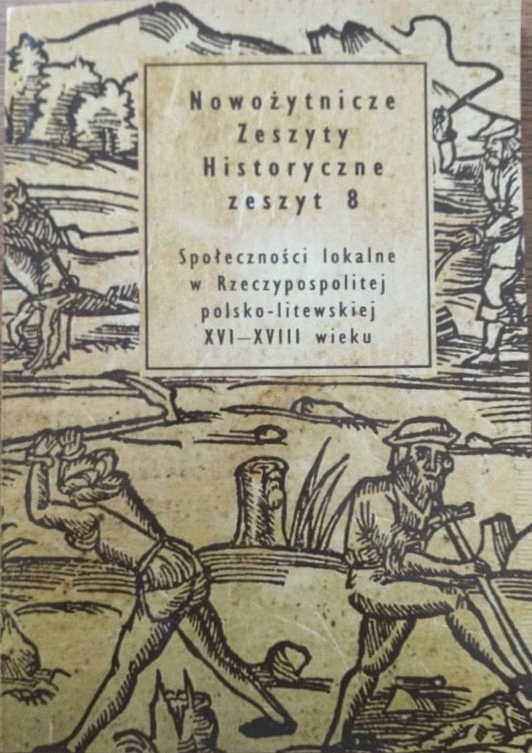 Nowożytnicze
Zeszyty
Historyczne
zeszyt 8
Społeczności lokalne
w Rzeczypospolitej
polsko-litewskiej
XVI–XVIII wieku